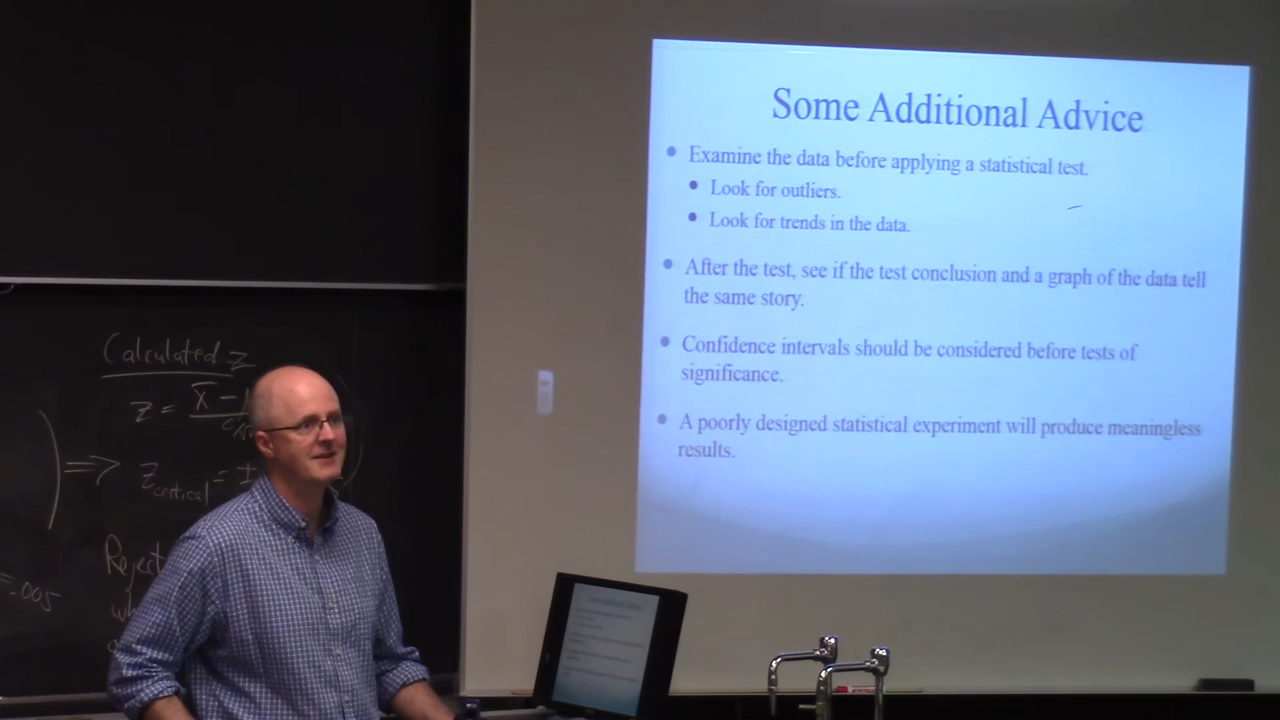 Some Additional Advice
Examine the data before applying a statistical test.
Look for outliers.
Look for trends in the data.
After the test, see if the test conclusion and a graph of the data tell
the same story.
Confidence intervals should be considered before tests of
significance.
A poorly designed statistical experiment will produce meaningless
results.
Calculated z
z = x̄ -
⇒ z critical = ±
Reject
.005